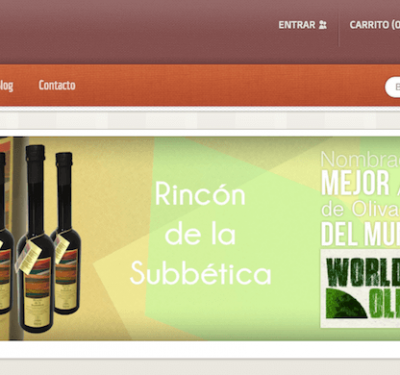 ENTRAR
CARRITO (0
log
Contacto
B
Rincón
de la
Subbética
Nombrad
MEJOR A
de Oliva
DEL MU
WORLD
OLI